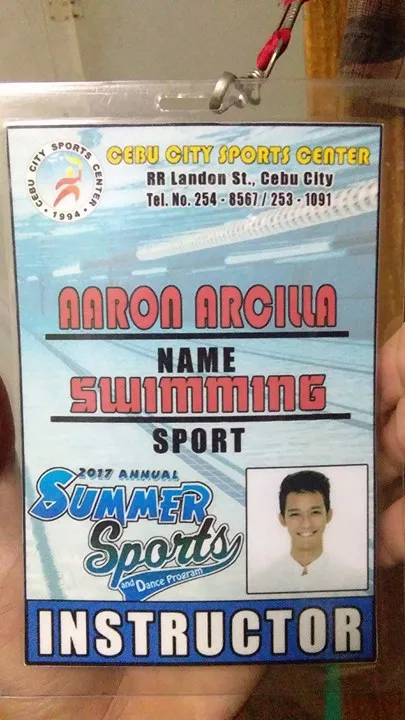 CEBU CITY SPORTS CENTER
• 1994 •
CEBU CITY SPORTS CENTER
RR Landon St., Cebu City
Tel. No. 254 - 8567 / 253 - 1091
AARON ARCILLA
NAME
SWIMMING
SPORT
2017 ANNUAL
SUMMER
Sports
and Dance Program
INSTRUCTOR